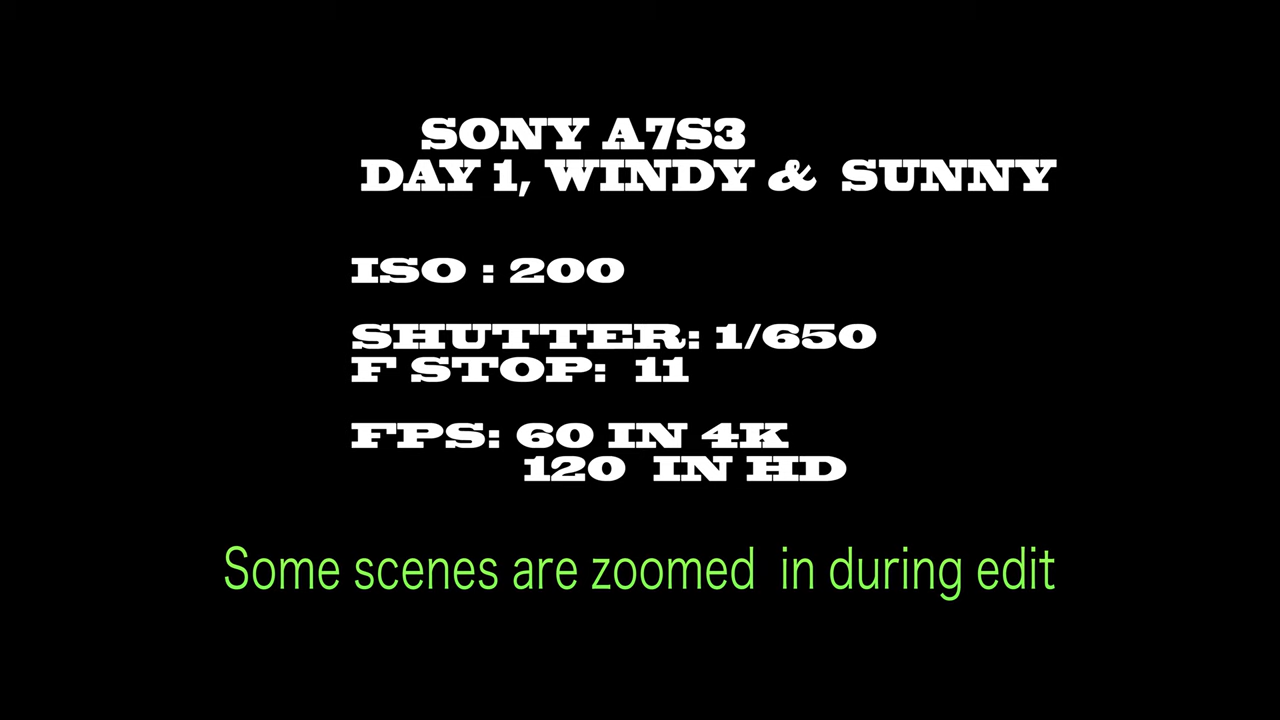 SONY A7S3
DAY 1, WINDY & SUNNY
ISO : 200
SHUTTER: 1/650
F STOP: 11
FPS: 60 IN 4K
120 IN HD
Some scenes are zoomed in during edit